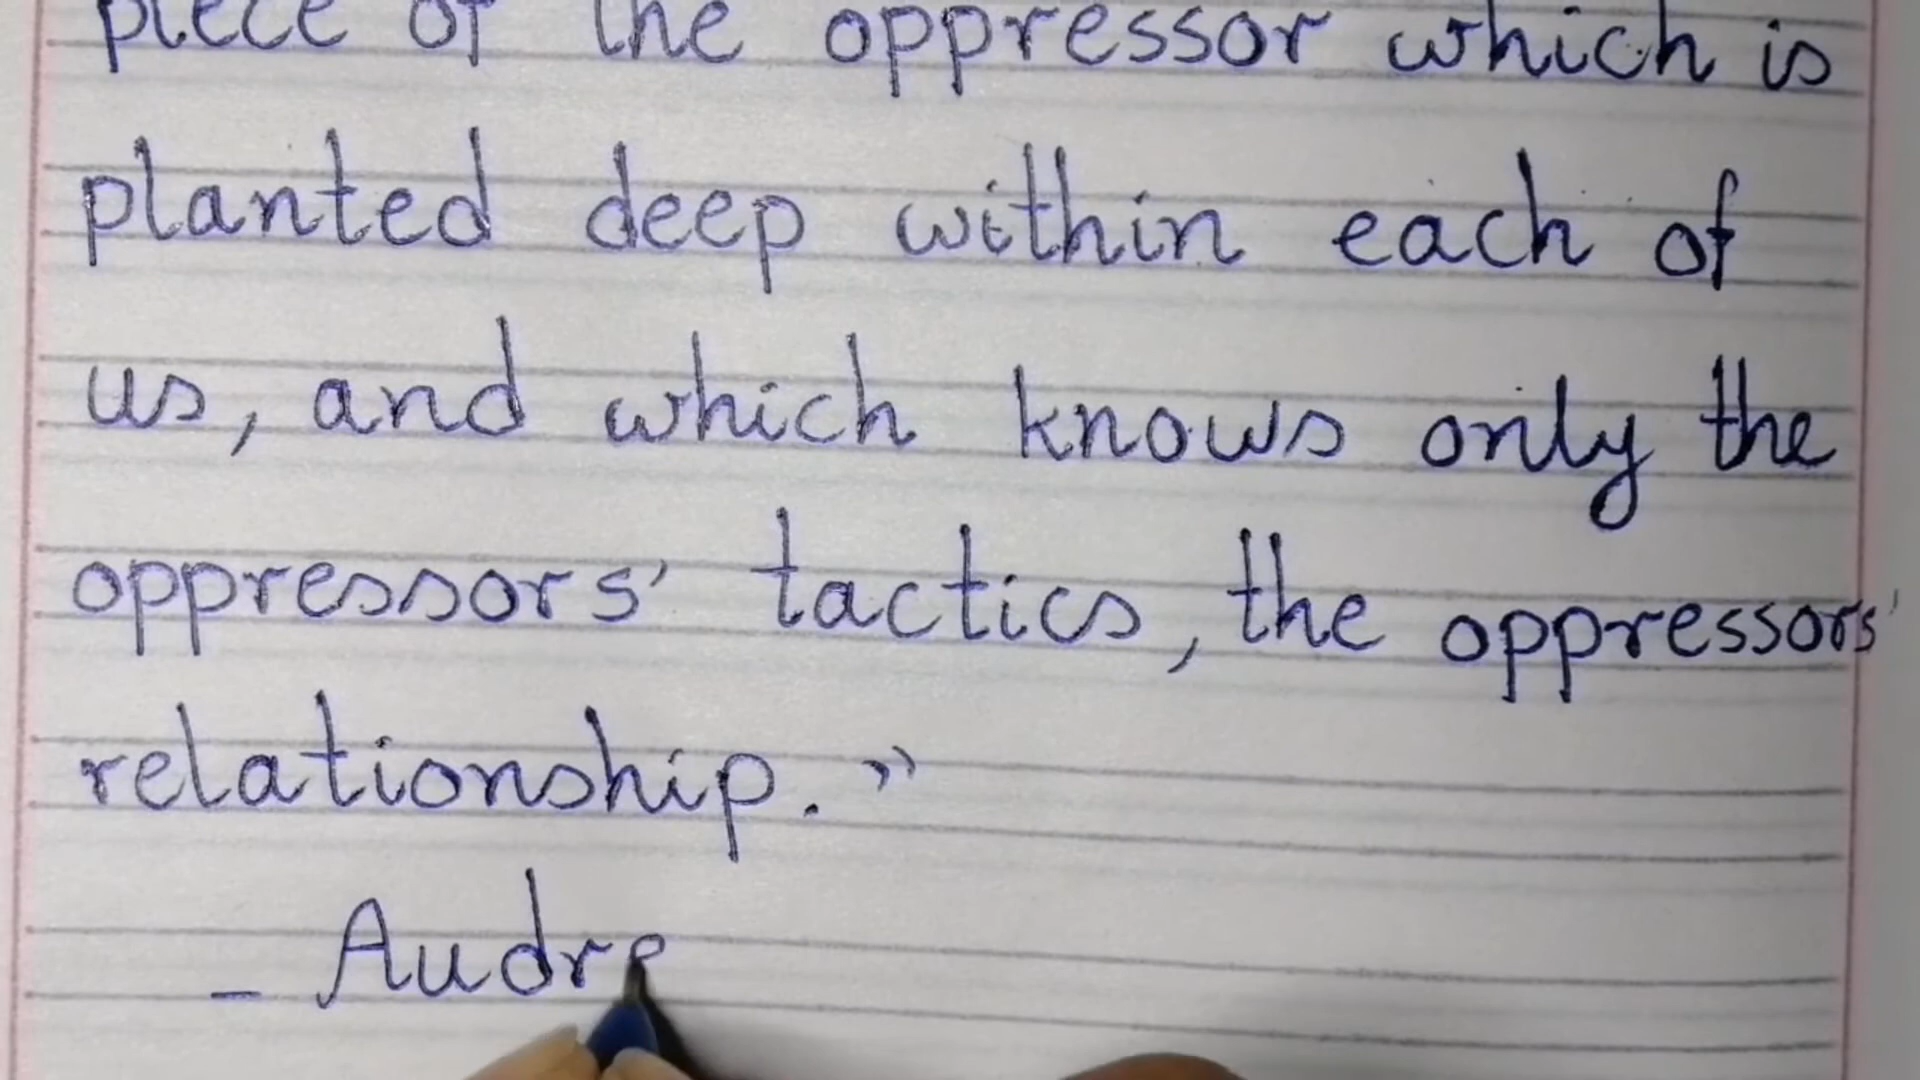 piece of the oppressor which is
planted deep within each of
us, and which knows only the
oppressors' tactics, the oppressors'
relationship."
- Audre